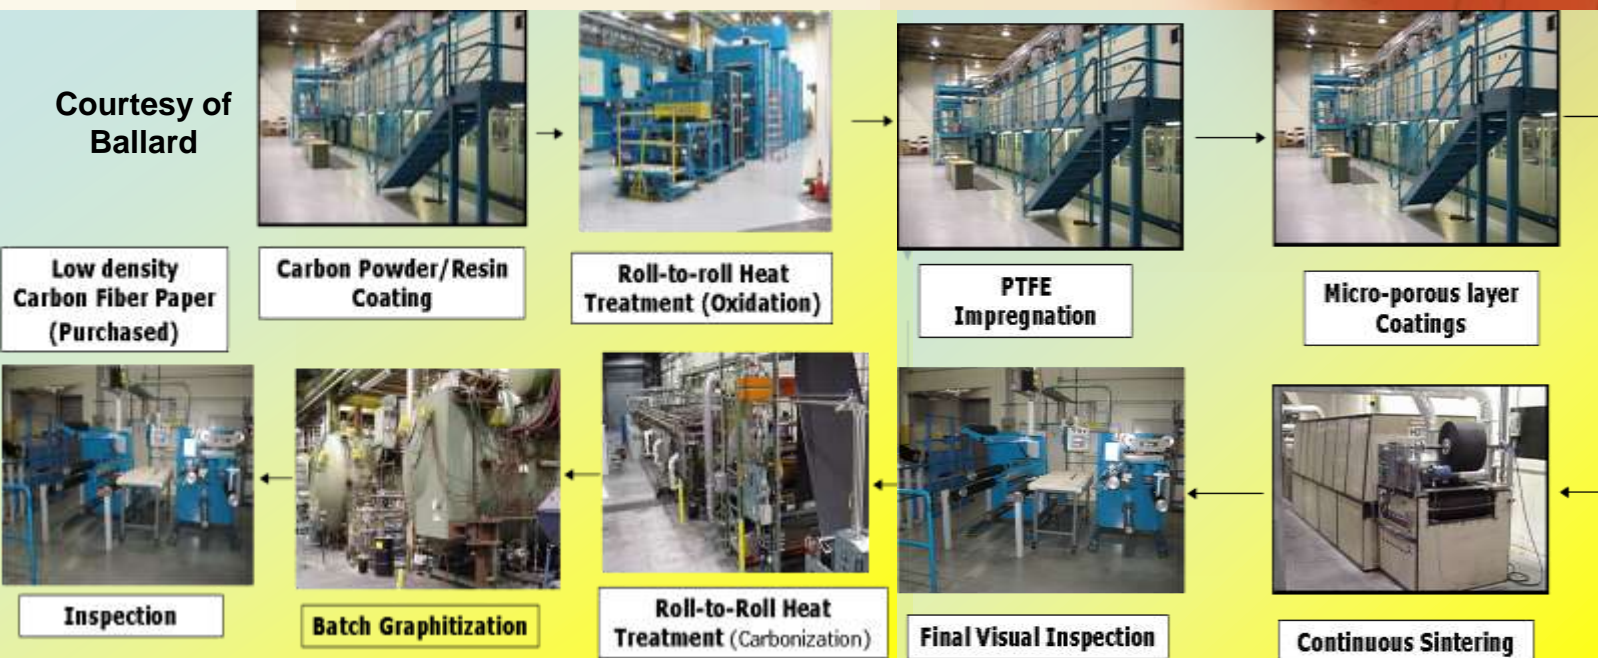 Courtesy of
Ballard
Low density
Carbon Fiber Paper
(Purchased)
Carbon Powder/Resin
Coating
Roll-to-roll Heat
Treatment (Oxidation)
PTFE
Impregnation
Micro-porous layer
Coatings
Inspection
Batch Graphitization
Roll-to-Roll Heat
Treatment (Carbonization)
Final Visual Inspection
Continuous Sintering